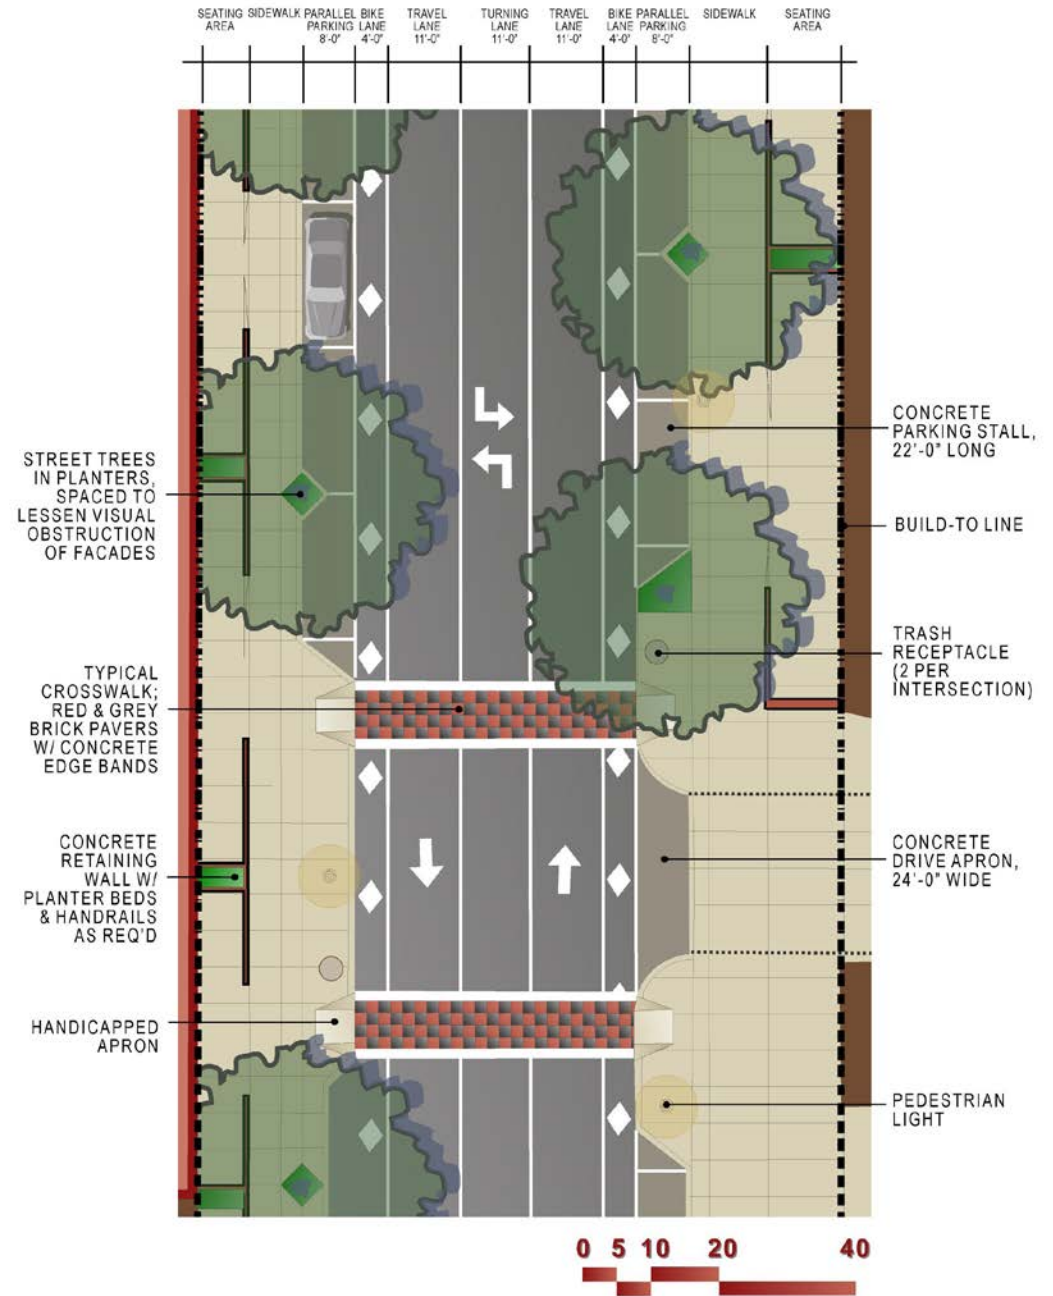 SEATING AREA
SIDEWALK
PARALLEL PARKING 8'-0"
BIKE LANE 4'-0"
TRAVEL LANE 11'-0"
TURNING LANE 11'-0"
TRAVEL LANE 11'-0"
BIKE LANE 4'-0"
PARALLEL PARKING 8'-0"
SIDEWALK
SEATING AREA
STREET TREES
IN PLANTERS,
SPACED TO
LESSEN VISUAL
OBSTRUCTION
OF FACADES
TYPICAL
CROSSWALK;
RED & GREY
BRICK PAVERS
W/ CONCRETE
EDGE BANDS
CONCRETE
RETAINING
WALL W/
PLANTER BEDS
& HANDRAILS
AS REQ'D
HANDICAPPED
APRON
CONCRETE
PARKING STALL,
22'-0" LONG
BUILD-TO LINE
TRASH
RECEPTACLE
(2 PER
INTERSECTION)
CONCRETE
DRIVE APRON,
24'-0" WIDE
PEDESTRIAN
LIGHT
0 5 10 20 40